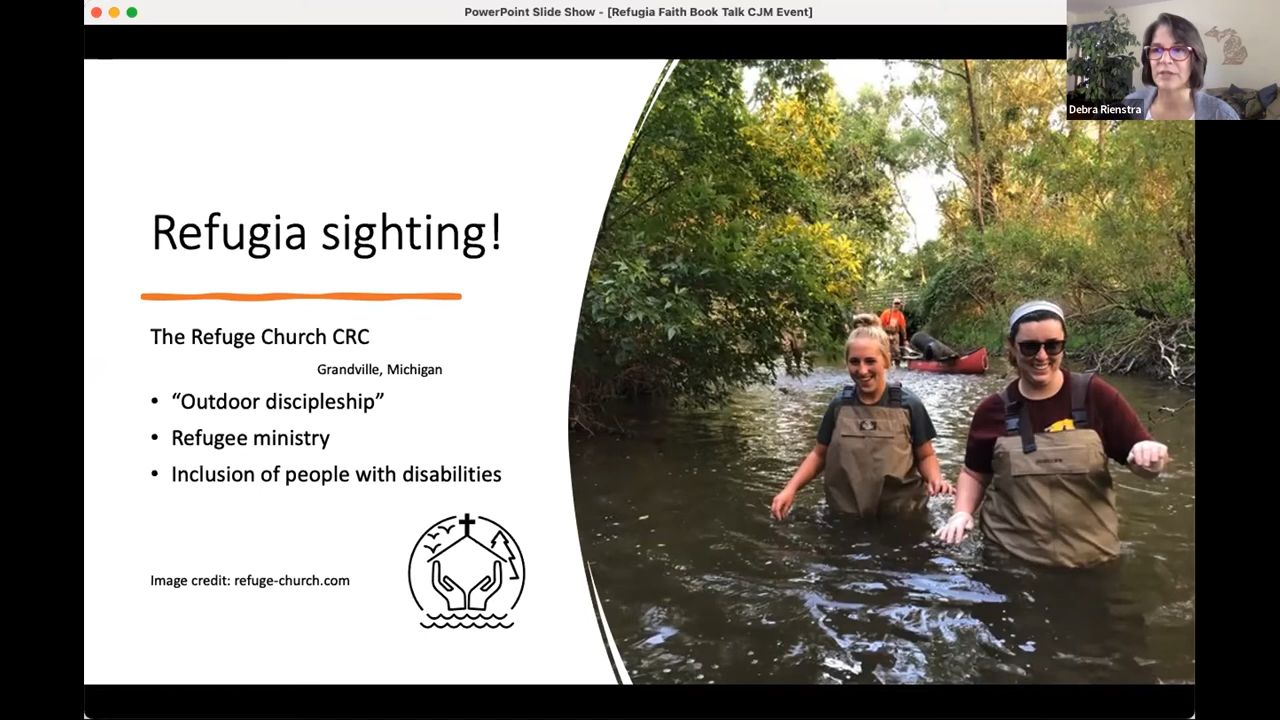 PowerPoint Slide Show - [Refugia Faith Book Talk CJM Event]
Debra Rienstra
Refugia sighting!
The Refuge Church CRC
Grandville, Michigan
• “Outdoor discipleship”
• Refugee ministry
• Inclusion of people with disabilities
Image credit: refuge-church.com